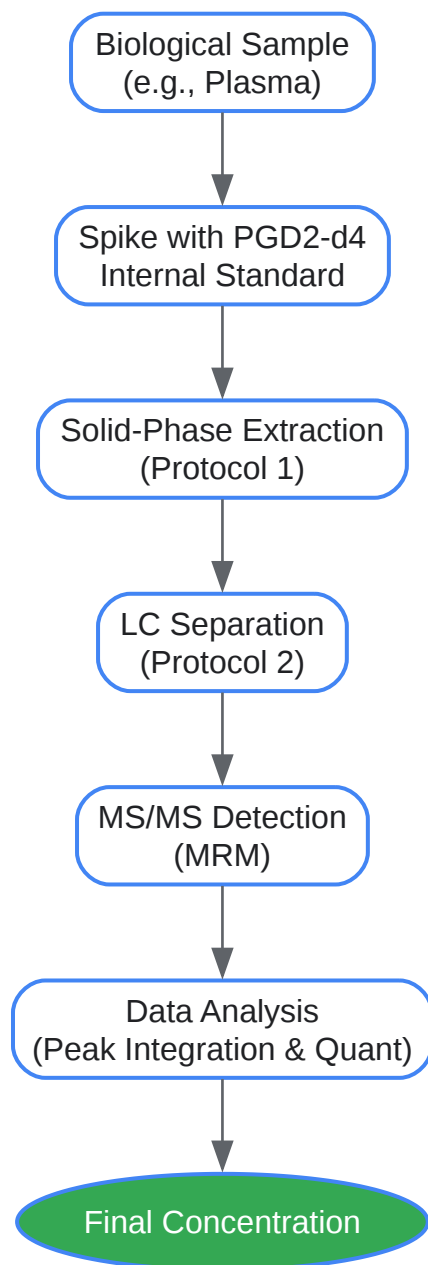 Biological Sample
(e.g., Plasma)
Spike with PGD2-d4
Internal Standard
Solid-Phase Extraction
(Protocol 1)
LC Separation
(Protocol 2)
MS/MS Detection
(MRM)
Data Analysis
(Peak Integration & Quant)
Final Concentration